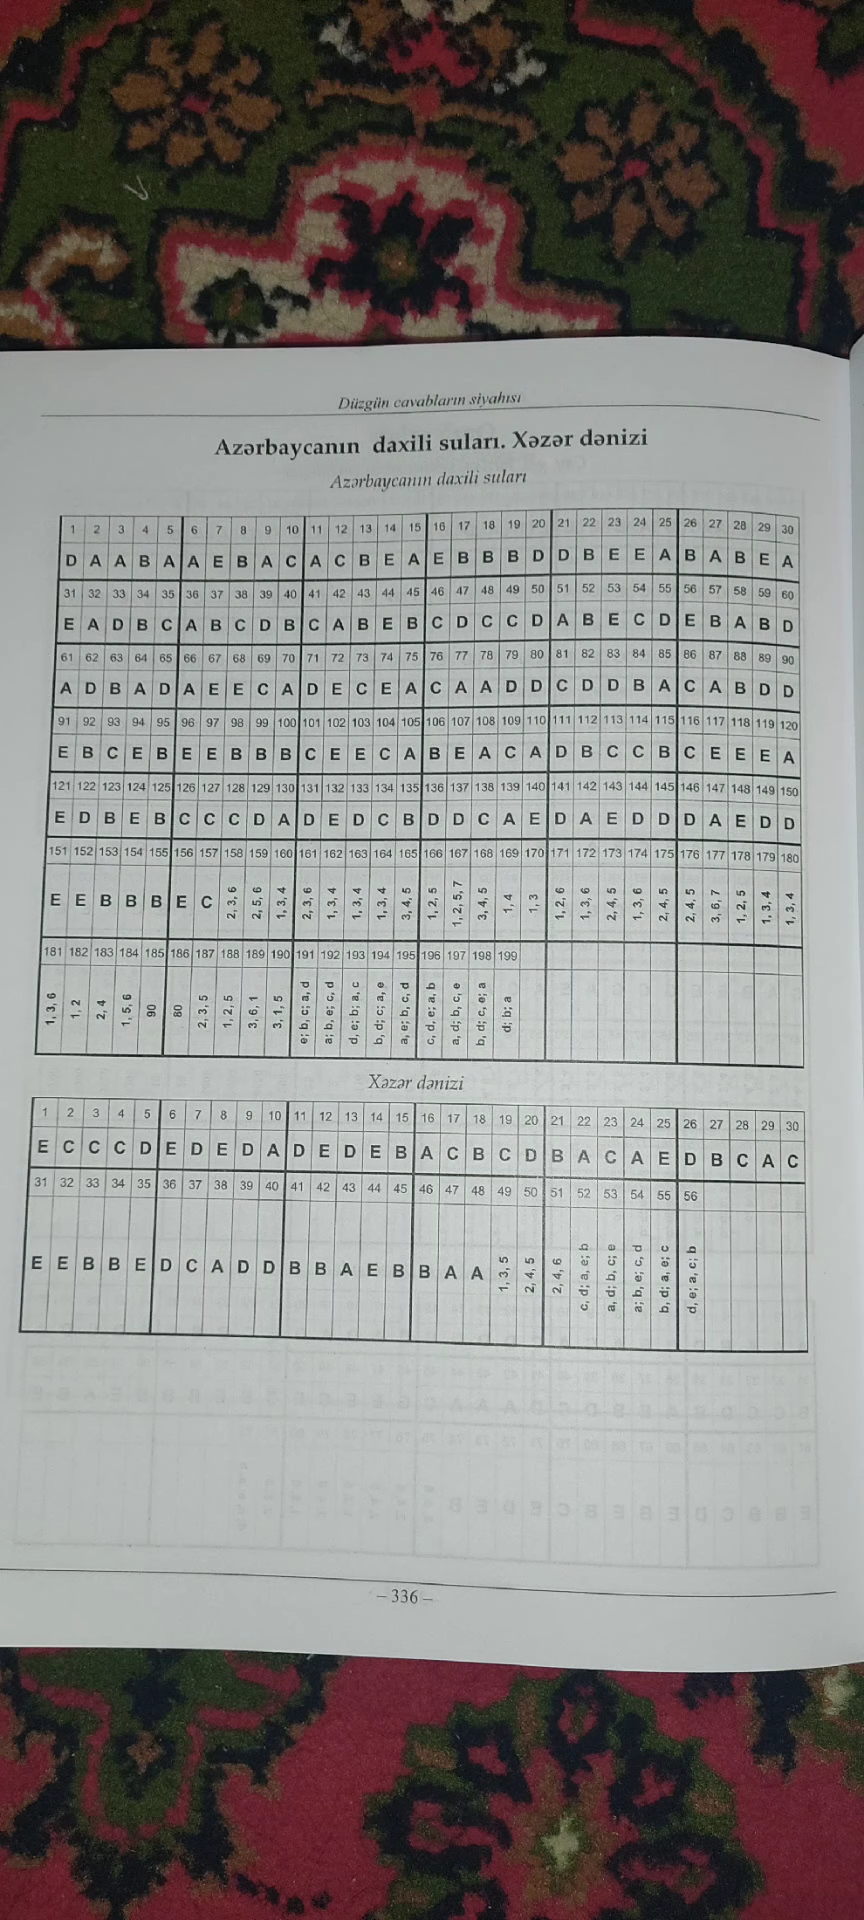 Düzgün cavabların siyahısı
Azərbaycanın daxili suları. Xəzər dənizi
Azərbaycanın daxili suları
1 2 3 4 5 6 7 8 9 10 11 12 13 14 15 16 17 18 19 20 21 22 23 24 25 26 27 28 29 30
D A A B A A E B A C A C B E A E B B B D D B E E A B A B E A
31 32 33 34 35 36 37 38 39 40 41 42 43 44 45 46 47 48 49 50 51 52 53 54 55 56 57 58 59 60
E A D B C A B C D B C A B E B C D C C D A B E C D E B A B D
61 62 63 64 65 66 67 68 69 70 71 72 73 74 75 76 77 78 79 80 81 82 83 84 85 86 87 88 89 90
A D B A D A E E C A D E C E A C A A D D C D D B A C A B D D
91 92 93 94 95 96 97 98 99 100 101 102 103 104 105 106 107 108 109 110 111 112 113 114 115 116 117 118 119 120
E B C E B E E B B B C E E C A B E A C A D B C C B C E E E A
121 122 123 124 125 126 127 128 129 130 131 132 133 134 135 136 137 138 139 140 141 142 143 144 145 146 147 148 149 150
E D B E B C C C D A D E D C B D D C A E D A E D D D A E D D
151 152 153 154 155 156 157 158 159 160 161 162 163 164 165 166 167 168 169 170 171 172 173 174 175 176 177 178 179 180
E E B B B E C 2, 3, 6 2, 5, 6 1, 3, 4 2, 3, 6 1, 3, 4 1, 3, 4 1, 3, 4 3, 4, 5 1, 2, 5 1, 2, 5, 7 3, 4, 5 1, 4 1, 3 1, 2, 6 1, 3, 6 2, 4, 5 1, 3, 6 2, 4, 5 2, 4, 5 3, 6, 7 1, 2, 5 1, 3, 4 1, 3, 4
181 182 183 184 185 186 187 188 189 190 191 192 193 194 195 196 197 198 199
1, 3, 6 1, 2 2, 4 1, 5, 6 90 80 2, 3, 5 1, 2, 5 3, 6, 1 3, 1, 5 e; b, c; a, d a; b, e; c, d d, e; b; a, c b, d; c; a, e a, e; b; c, d c, d, e; a, b a, d; b, c, e b, d; c, e; a d; b; a
Xəzər dənizi
1 2 3 4 5 6 7 8 9 10 11 12 13 14 15 16 17 18 19 20 21 22 23 24 25 26 27 28 29 30
E C C C D E D E D A D E D E B A C B C D B A C A E D B C A C
31 32 33 34 35 36 37 38 39 40 41 42 43 44 45 46 47 48 49 50 51 52 53 54 55 56
E E B B E D C A D D B B A E B B A A 1, 3, 5 2, 4, 5 2, 4, 6 c, d; a, e; b a, d; b, c; e a; b, e; c, d b, d; a, e; c d, e; a, c; b
– 336 –